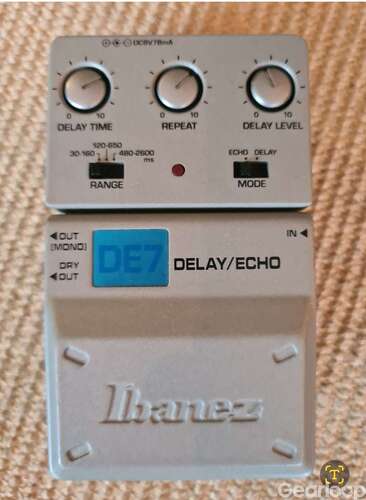 DC9V 78mA
0 10 0 10 0 10
DELAY TIME REPEAT DELAY LEVEL
120-650
30-160 480-2600
ms
ECHO DELAY
RANGE MODE
OUT
(MONO)
IN
DRY
OUT
DE7
DELAY/ECHO
Ibanez
T
Gearloop